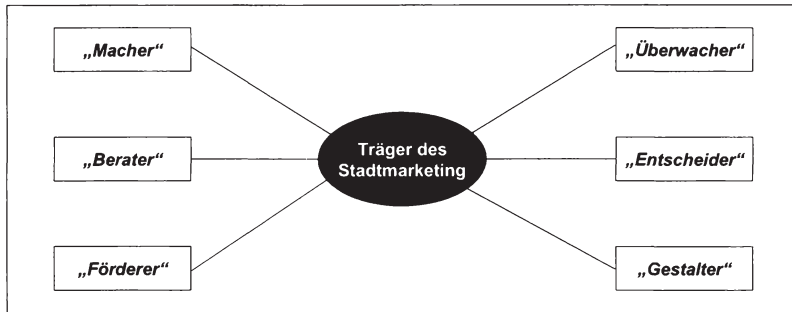 „Macher“
„Überwacher“
„Berater“
Träger des
Stadtmarketing
„Entscheider“
„Förderer“
„Gestalter“